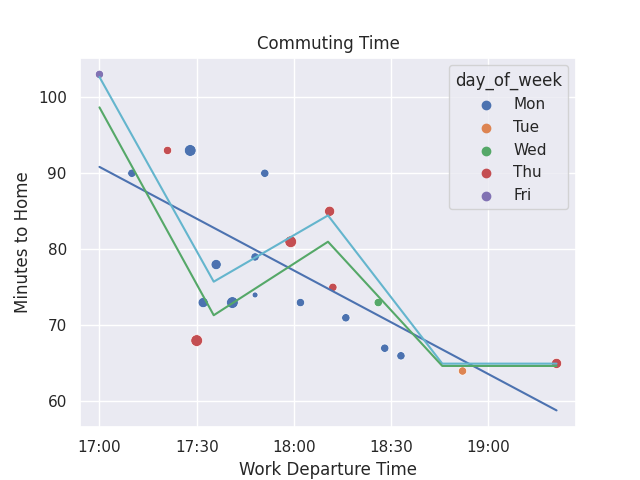 Commuting Time
day_of_week
Mon
Tue
Wed
Thu
Fri
100
90
80
70
60
Minutes to Home
17:00 17:30 18:00 18:30 19:00
Work Departure Time